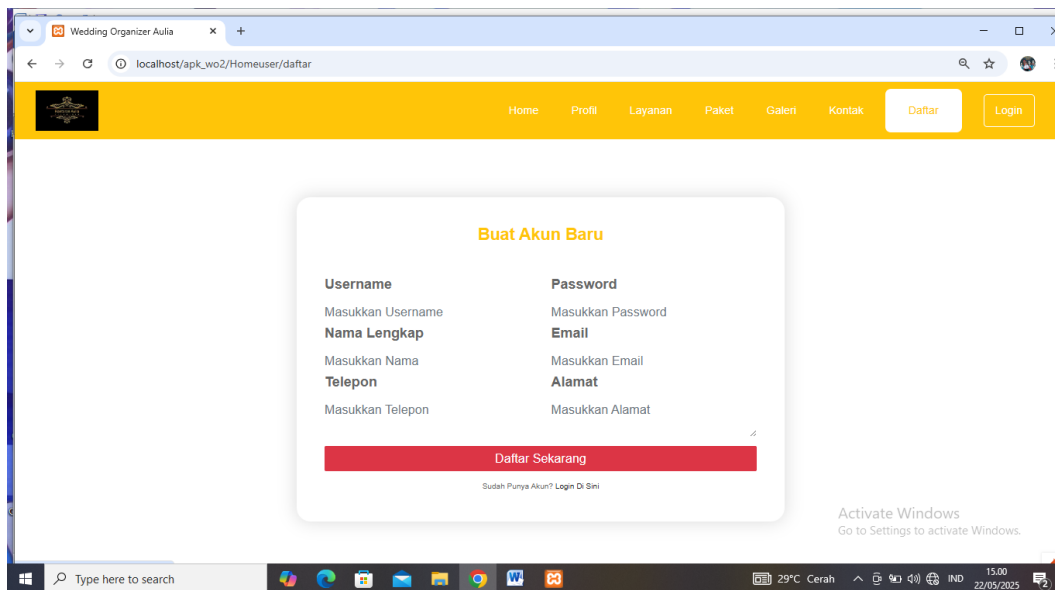 Wedding Organizer Aulia
localhost/apk_wo2/Homeuser/daftar
Home Profil Layanan Paket Galeri Kontak Daftar Login
Buat Akun Baru
Username Password
Masukkan Username Masukkan Password
Nama Lengkap Email
Masukkan Nama Masukkan Email
Telepon Alamat
Masukkan Telepon Masukkan Alamat
Daftar Sekarang
Sudah Punya Akun? Login Di Sini
Activate Windows
Go to Settings to activate Windows.
Type here to search 29°C Cerah IND 15.00
22/05/2025